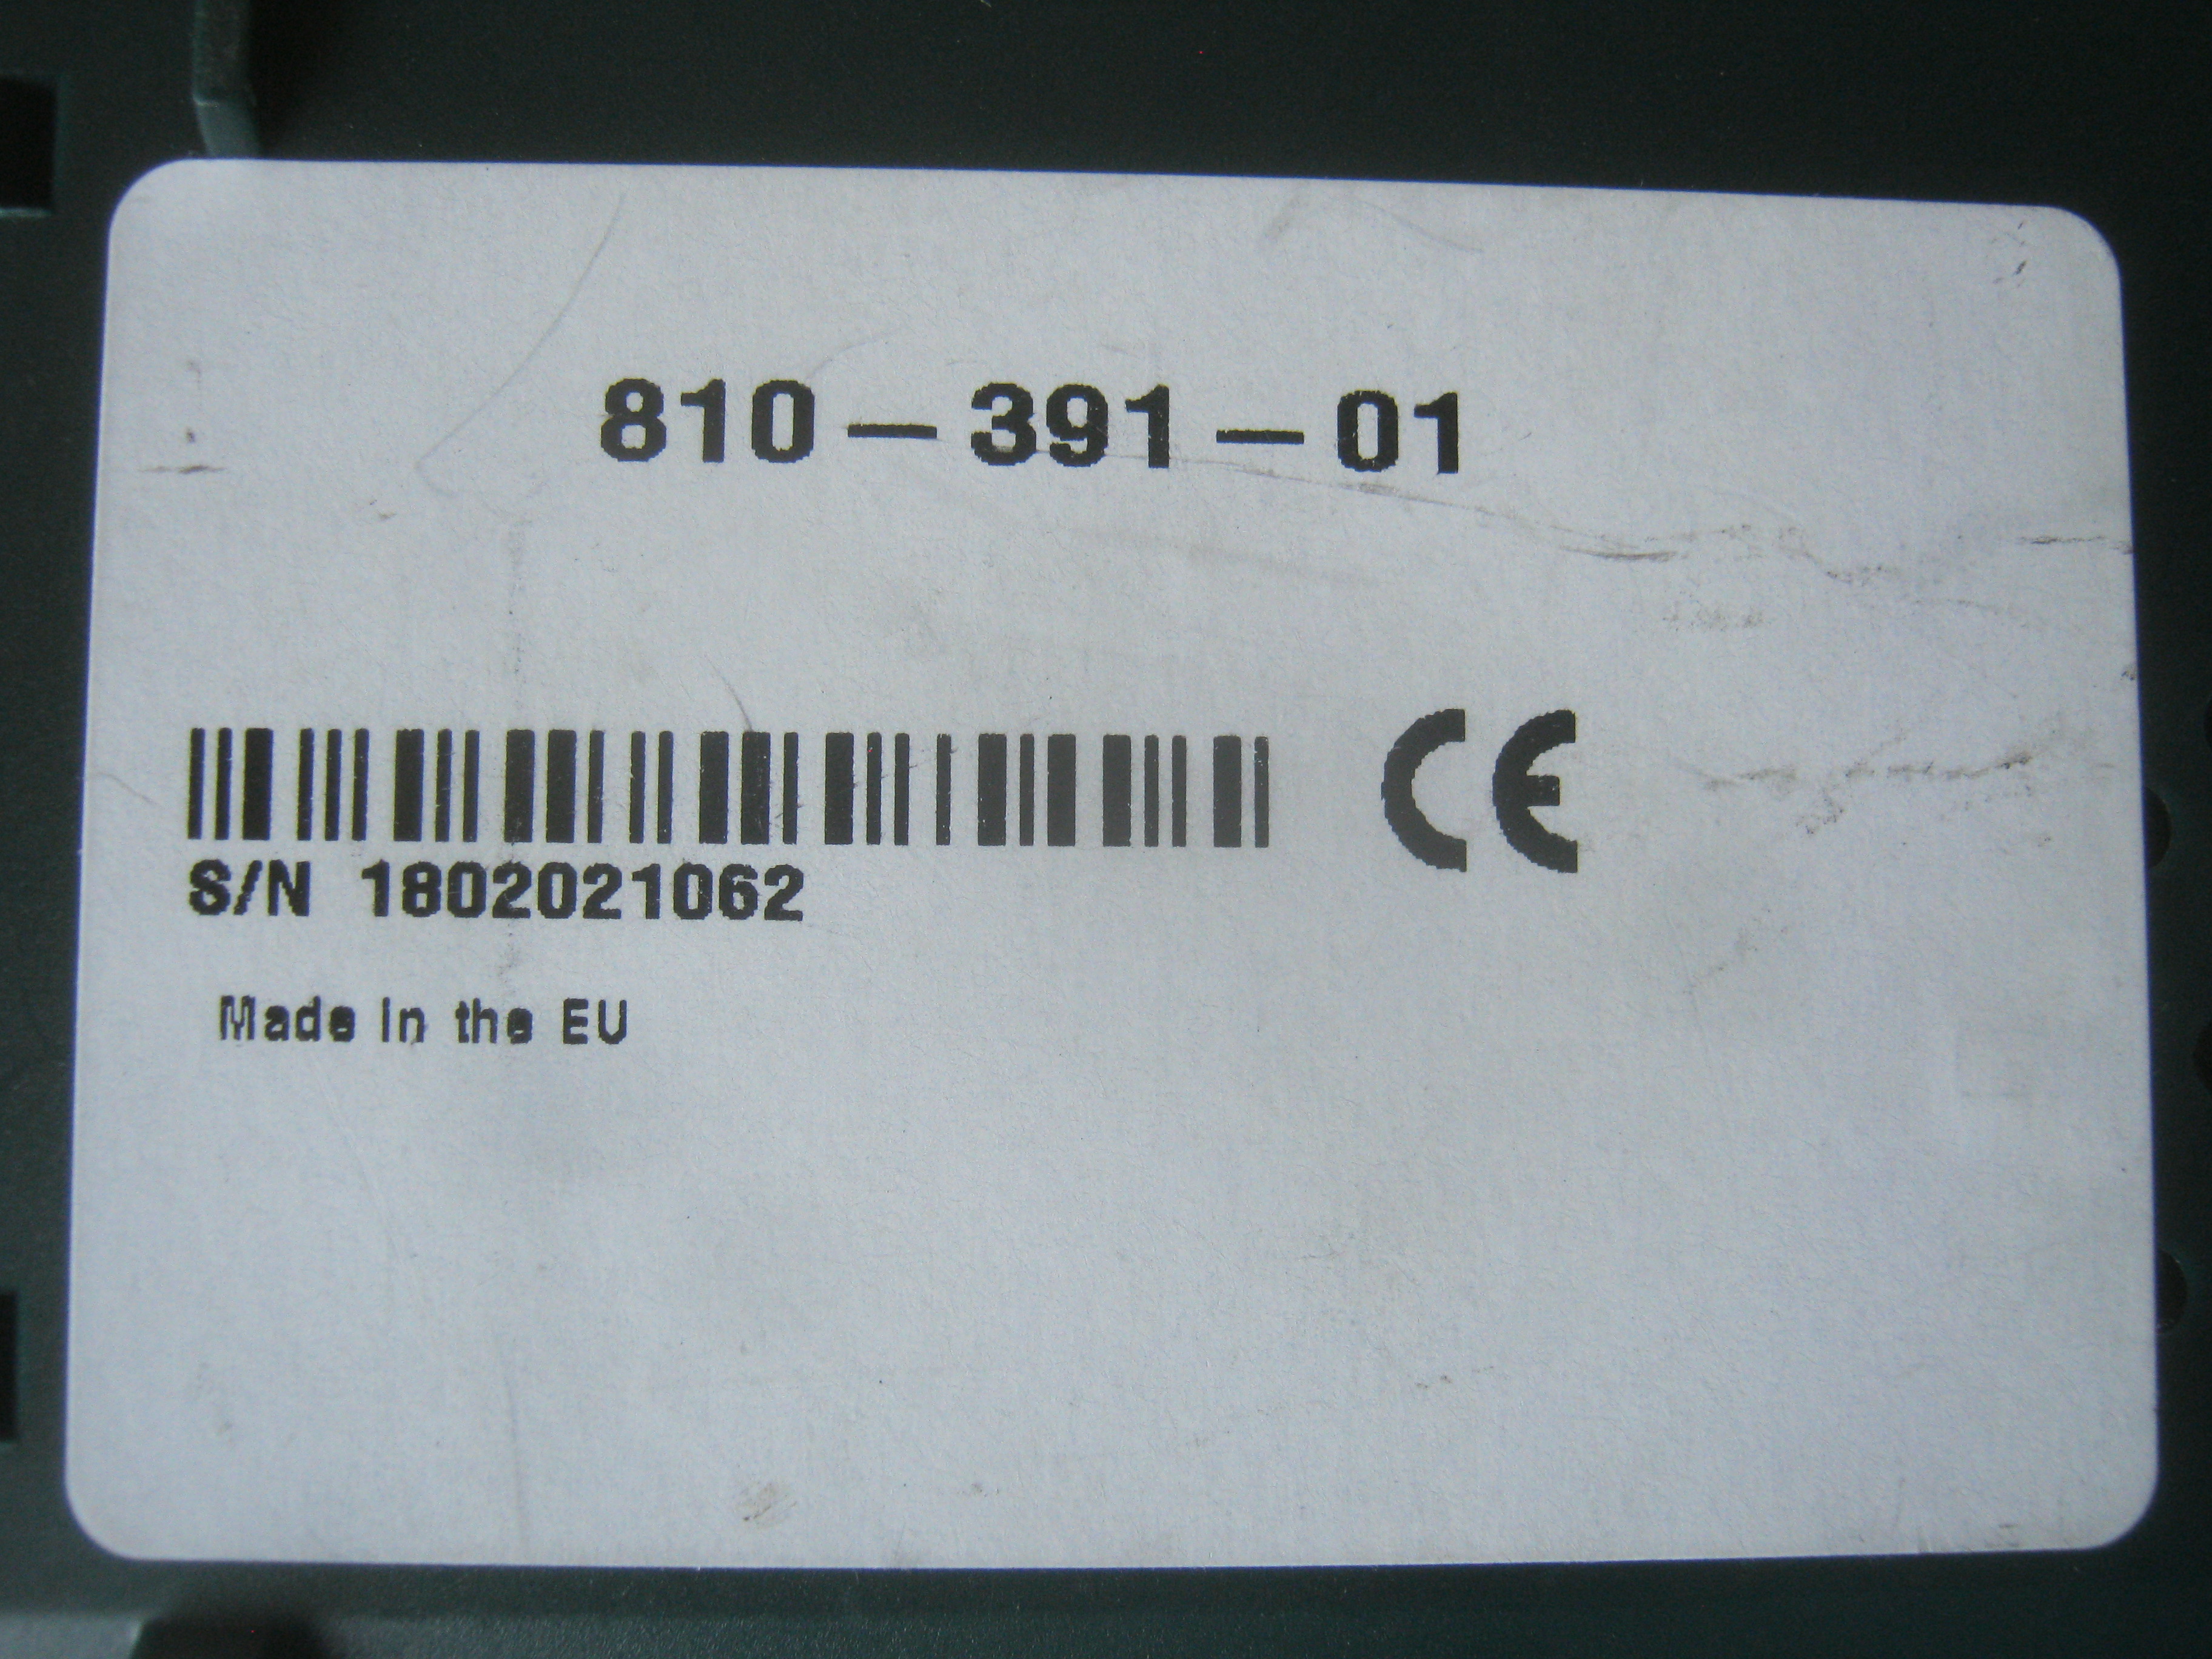 810-391-01
CE
S/N 1802021062
Made in the EU